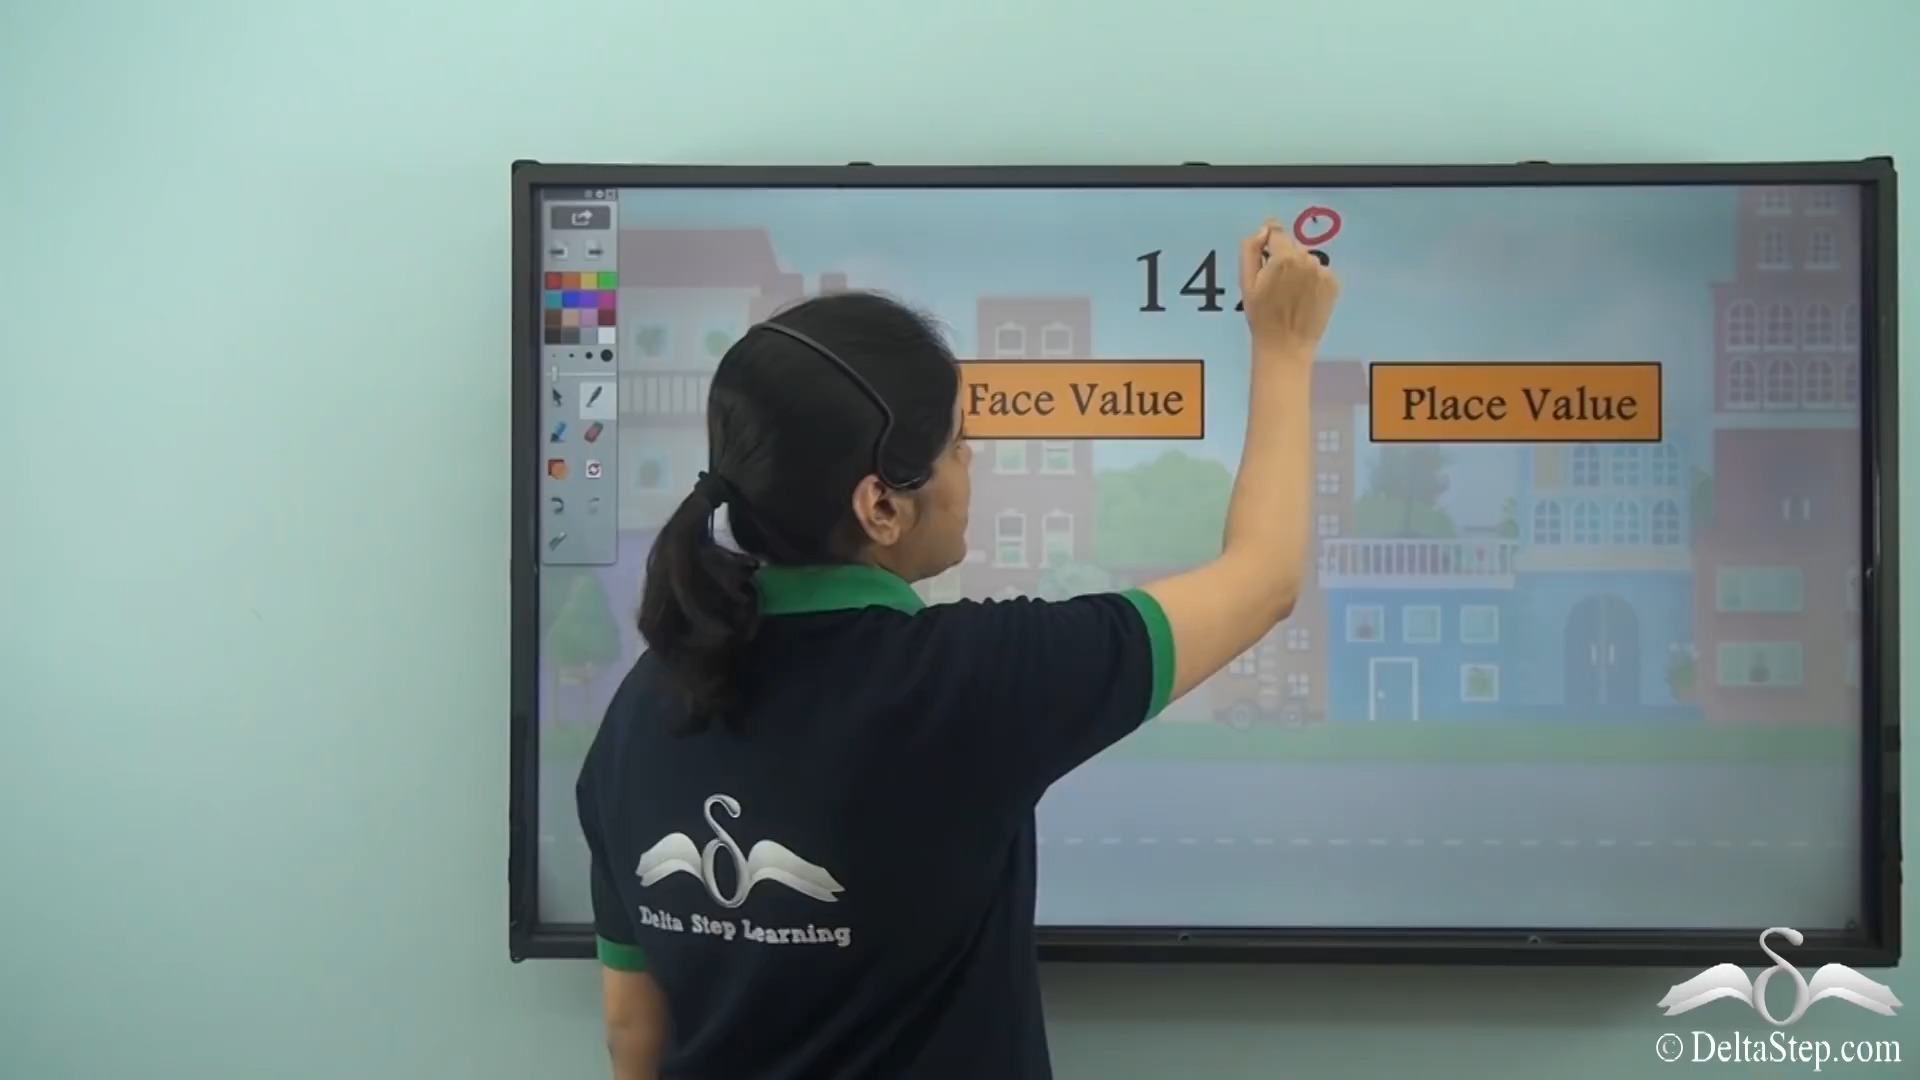 14
Face Value
Place Value
Delta Step Learning
© DeltaStep.com